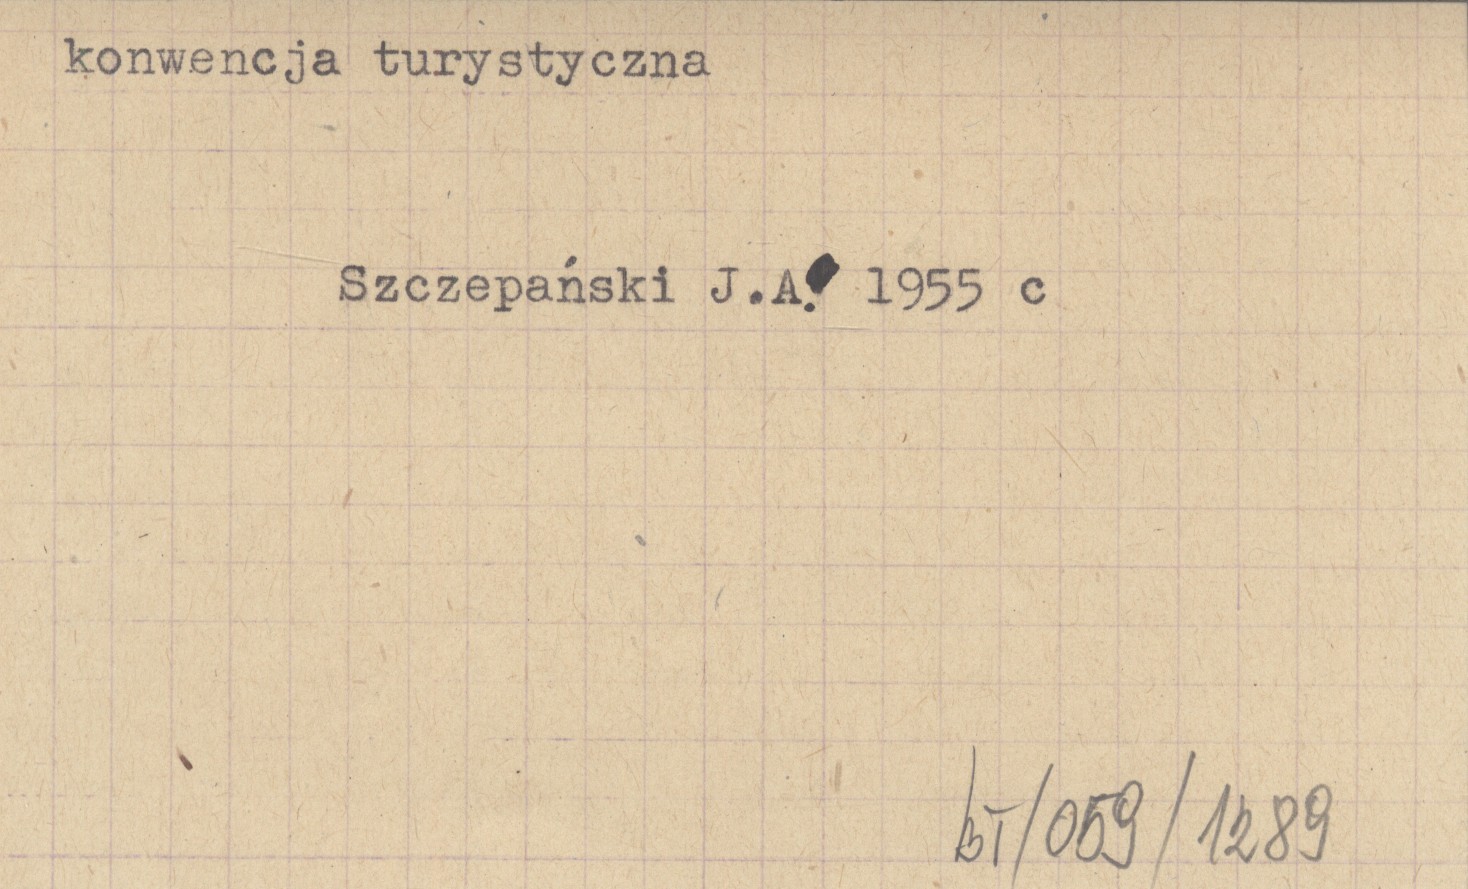 konwencja turystyczna
Szczepański J.A. 1955 c
bT/059/1289